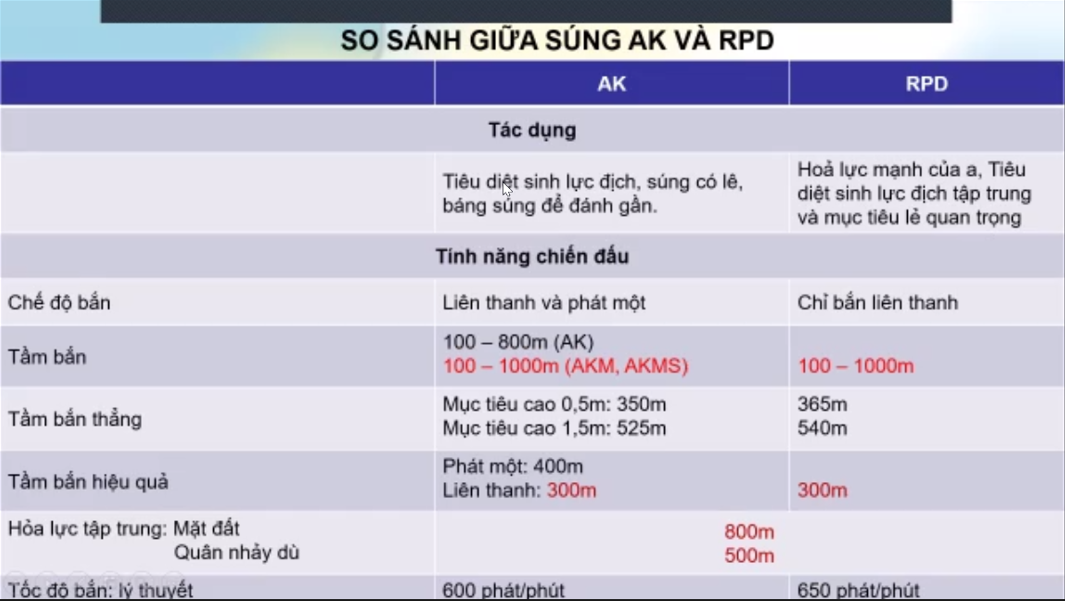 SO SÁNH GIỮA SÚNG AK VÀ RPD
AK
RPD
Tác dụng
Tiêu diệt sinh lực địch, súng có lê,
báng súng để đánh gần.
Hoả lực mạnh của a, Tiêu
diệt sinh lực địch tập trung
và mục tiêu lẻ quan trọng
Tính năng chiến đấu
Chế độ bắn
Liên thanh và phát một
Chỉ bắn liên thanh
Tầm bắn
100 – 800m (AK)
100 – 1000m (AKM, AKMS)
100 – 1000m
Tầm bắn thẳng
Mục tiêu cao 0,5m: 350m
Mục tiêu cao 1,5m: 525m
365m
540m
Tầm bắn hiệu quả
Phát một: 400m
Liên thanh: 300m
300m
Hỏa lực tập trung: Mặt đất
Quân nhảy dù
800m
500m
Tốc độ bắn: lý thuyết
600 phát/phút
650 phát/phút